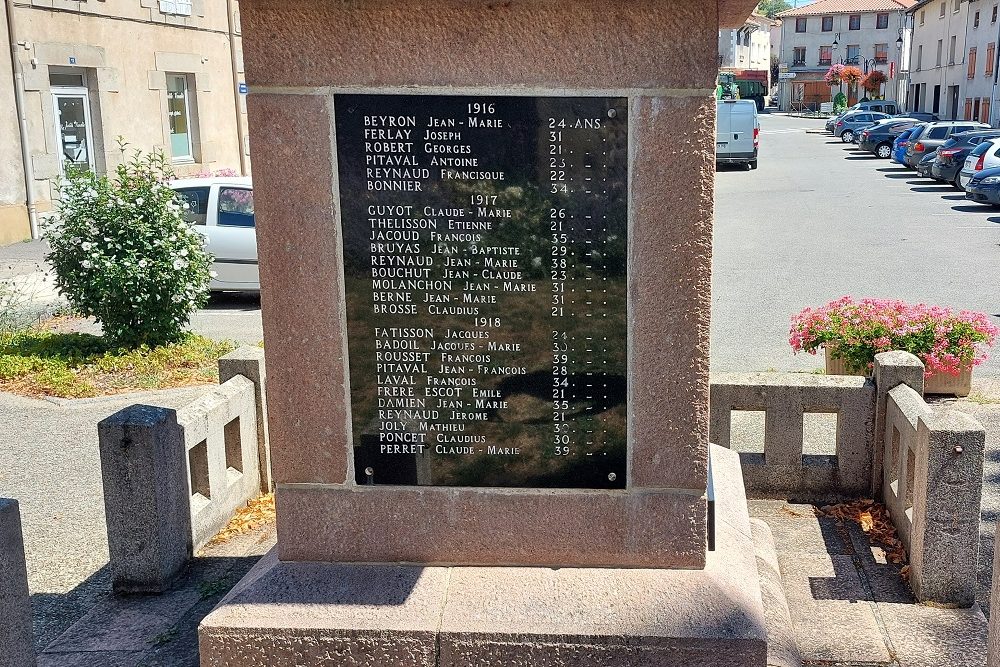 1916
BEYRON JEAN-MARIE 24. ANS.
FERLAY JOSEPH 31 . - .
ROBERT GEORGES 21 . - .
PITAVAL ANTOINE 23 . - .
REYNAUD FRANCISQUE 22 . - .
BONNIER 34 . - .
1917
GUYOT CLAUDE-MARIE 26 . - .
THELISSON ETIENNE 21 . - .
JACOUD FRANÇOIS 35 . - .
BRUYAS JEAN-BAPTISTE 29 . - .
REYNAUD JEAN-MARIE 38 . - .
BOUCHUT JEAN-CLAUDE 23 . - .
MOLANCHON JEAN-MARIE 31 . - .
BERNE JEAN-MARIE 31 . - .
BROSSE CLAUDIUS 21 . - .
1918
FATISSON JACQUES 24 . - .
BADOIL JACQUES-MARIE . - .
ROUSSET FRANÇOIS 39 . - .
PITAVAL JEAN-FRANÇOIS 28 . - .
LAVAL FRANÇOIS 34 . - .
FRERE ESCOT EMILE 21 . - .
DAMIEN JEAN-MARIE 35 . - .
REYNAUD JEROME 21 . - .
JOLY MATHIEU . - .
PONCET CLAUDIUS 30 . - .
PERRET CLAUDE-MARIE 39 . - .